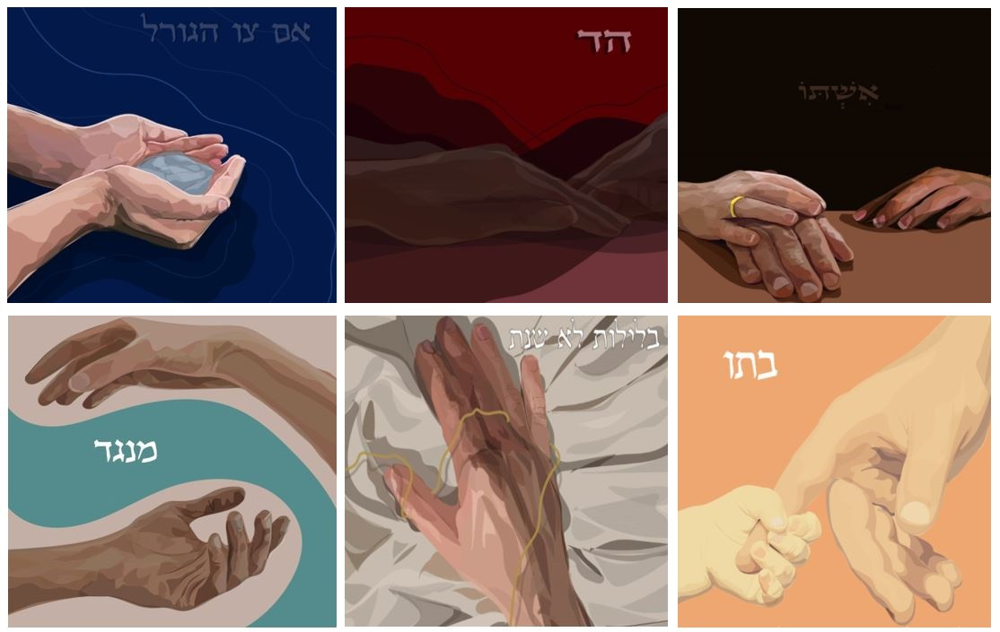 אִשְׁתּוֹ
הד
אם צו הגורל
בתו
בלילות לא שנת
מנגד